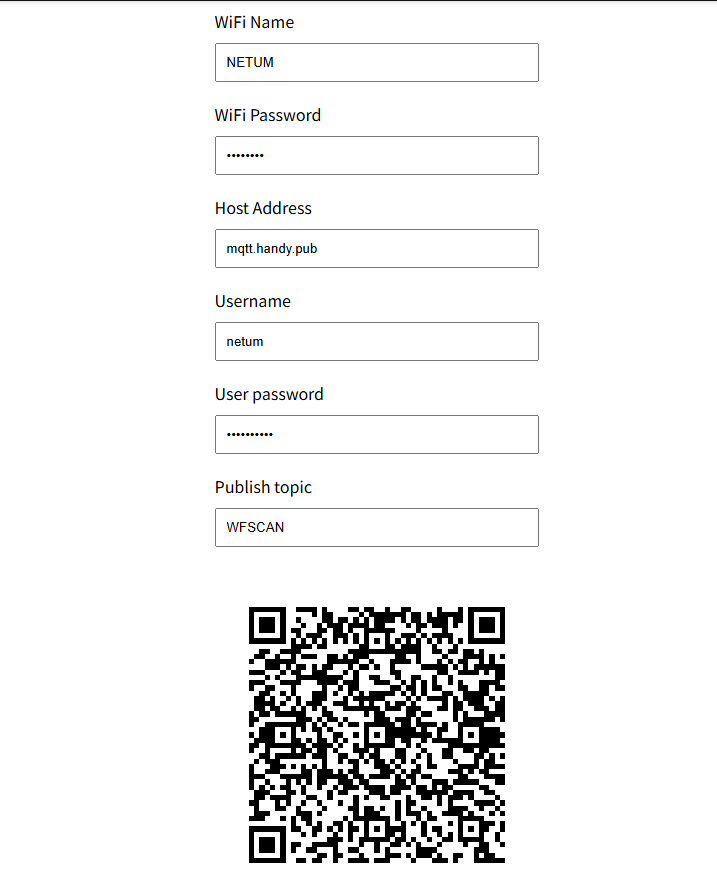 WiFi Name
NETUM
WiFi Password
••••••••
Host Address
mqtt.handy.pub
Username
netum
User password
••••••••••
Publish topic
WFSCAN